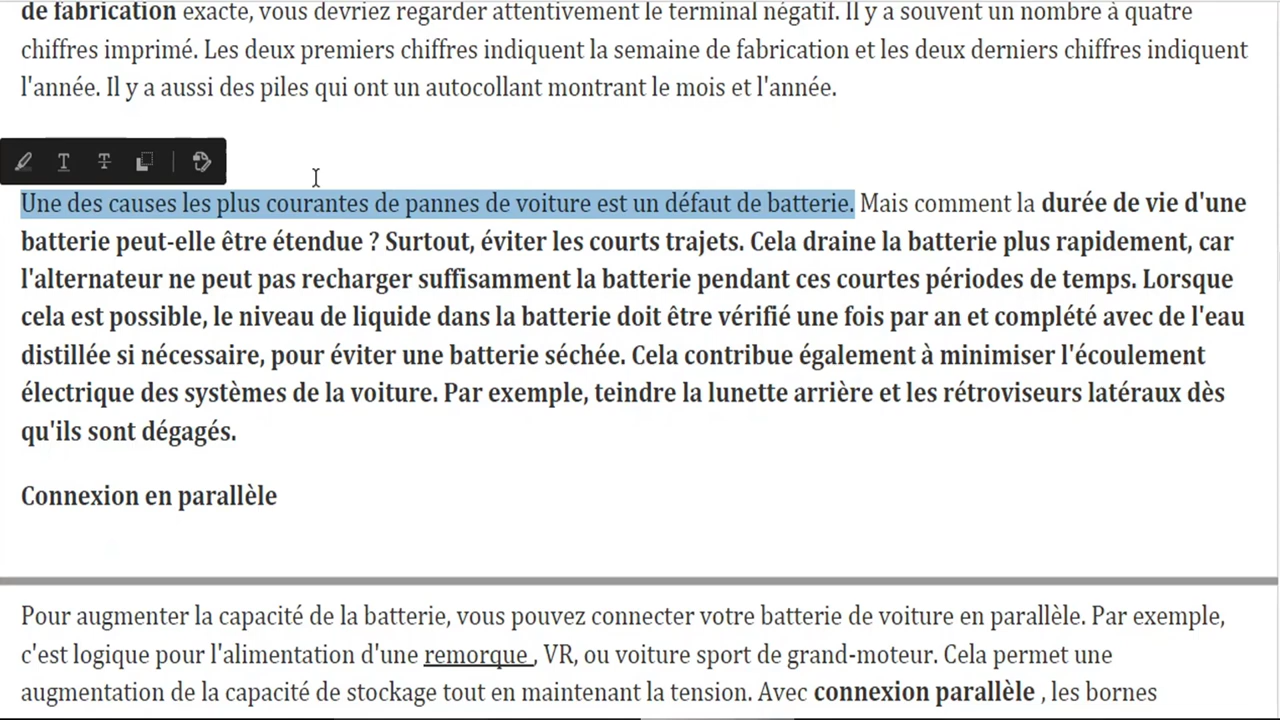 de fabrication exacte, vous devriez regarder attentivement le terminal négatif. Il y a souvent un nombre à quatre
chiffres imprimé. Les deux premiers chiffres indiquent la semaine de fabrication et les deux derniers chiffres indiquent
l'année. Il y a aussi des piles qui ont un autocollant montrant le mois et l'année.
Une des causes les plus courantes de pannes de voiture est un défaut de batterie. Mais comment la durée de vie d'une
batterie peut-elle être étendue ? Surtout, éviter les courts trajets. Cela draine la batterie plus rapidement, car
l'alternateur ne peut pas recharger suffisamment la batterie pendant ces courtes périodes de temps. Lorsque
cela est possible, le niveau de liquide dans la batterie doit être vérifié une fois par an et complété avec de l'eau
distillée si nécessaire, pour éviter une batterie séchée. Cela contribue également à minimiser l'écoulement
électrique des systèmes de la voiture. Par exemple, teindre la lunette arrière et les rétroviseurs latéraux dès
qu'ils sont dégagés.
Connexion en parallèle
Pour augmenter la capacité de la batterie, vous pouvez connecter votre batterie de voiture en parallèle. Par exemple,
c'est logique pour l'alimentation d'une remorque , VR, ou voiture sport de grand-moteur. Cela permet une
augmentation de la capacité de stockage tout en maintenant la tension. Avec connexion parallèle , les bornes